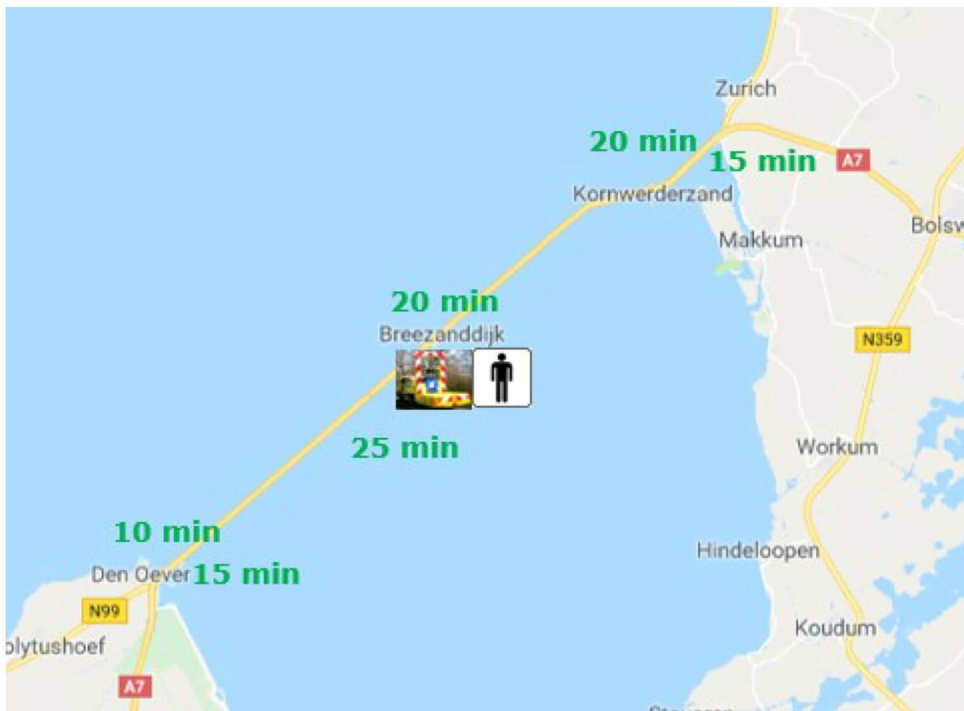 Zurich
20 min
15 min
A7
Kornwerderzand
Bolsw
Makkum
20 min
Breezanddijk
N359
25 min
Workum
10 min
Hindeloopen
Den Oever
15 min
N99
Koudum
olytushoef
A7